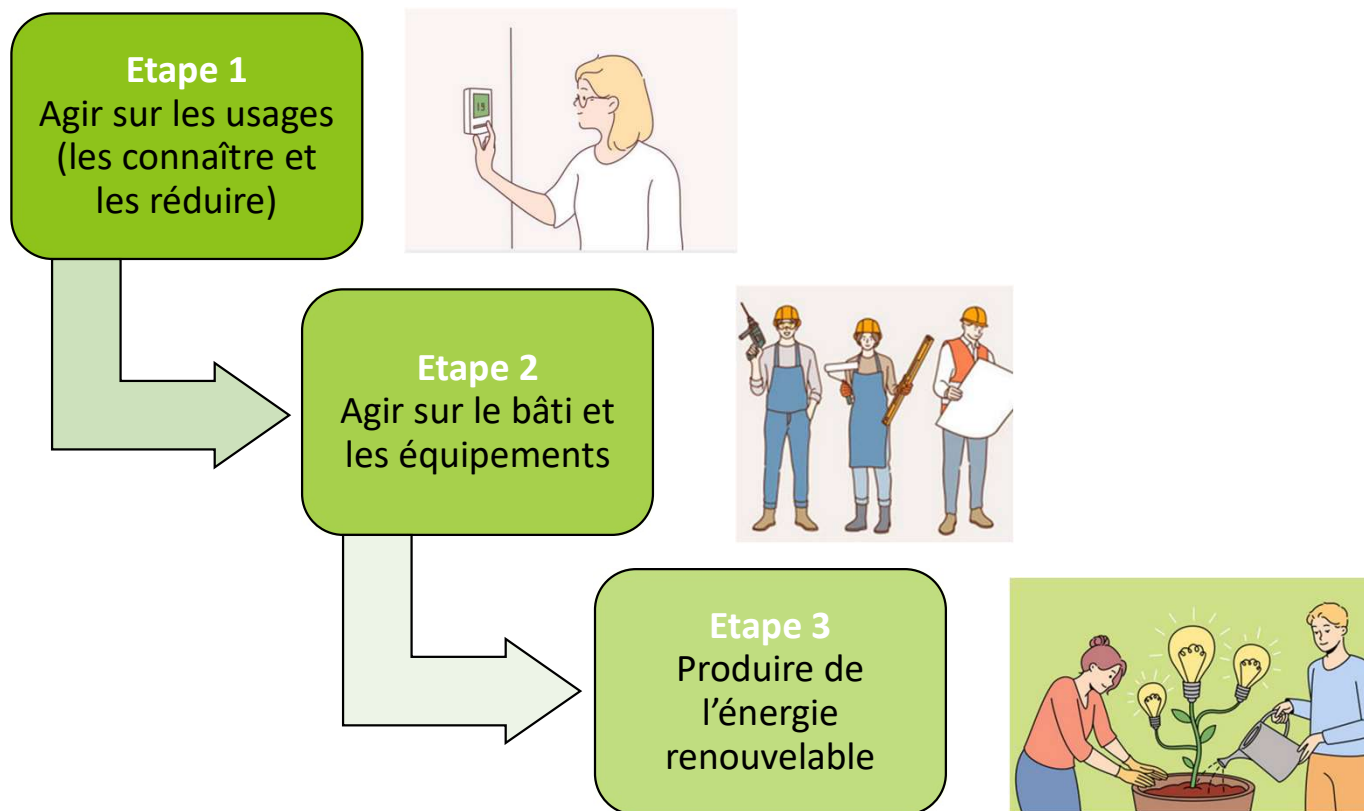 Etape 1
Agir sur les usages
(les connaître et
les réduire)
19
Etape 2
Agir sur le bâti et
les équipements
Etape 3
Produire de
l’énergie
renouvelable